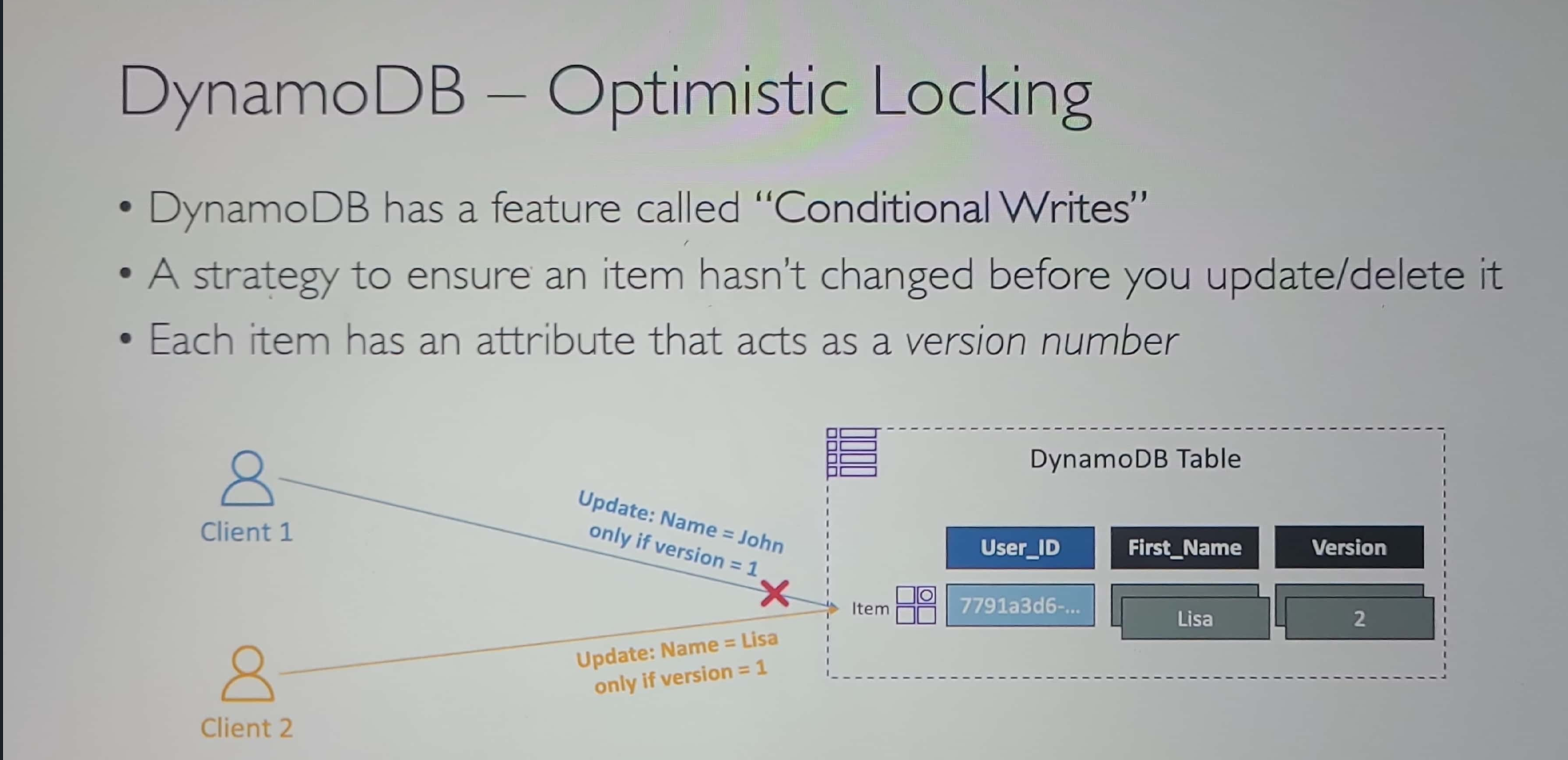 DynamoDB – Optimistic Locking
• DynamoDB has a feature called “Conditional Writes”
• A strategy to ensure an item hasn't changed before you update/delete it
• Each item has an attribute that acts as a version number
DynamoDB Table
Client 1
Update: Name = John
only if version = 1
User_ID
First_Name
Version
Item
7791a3d6-...
Lisa
2
Update: Name = Lisa
only if version = 1
Client 2